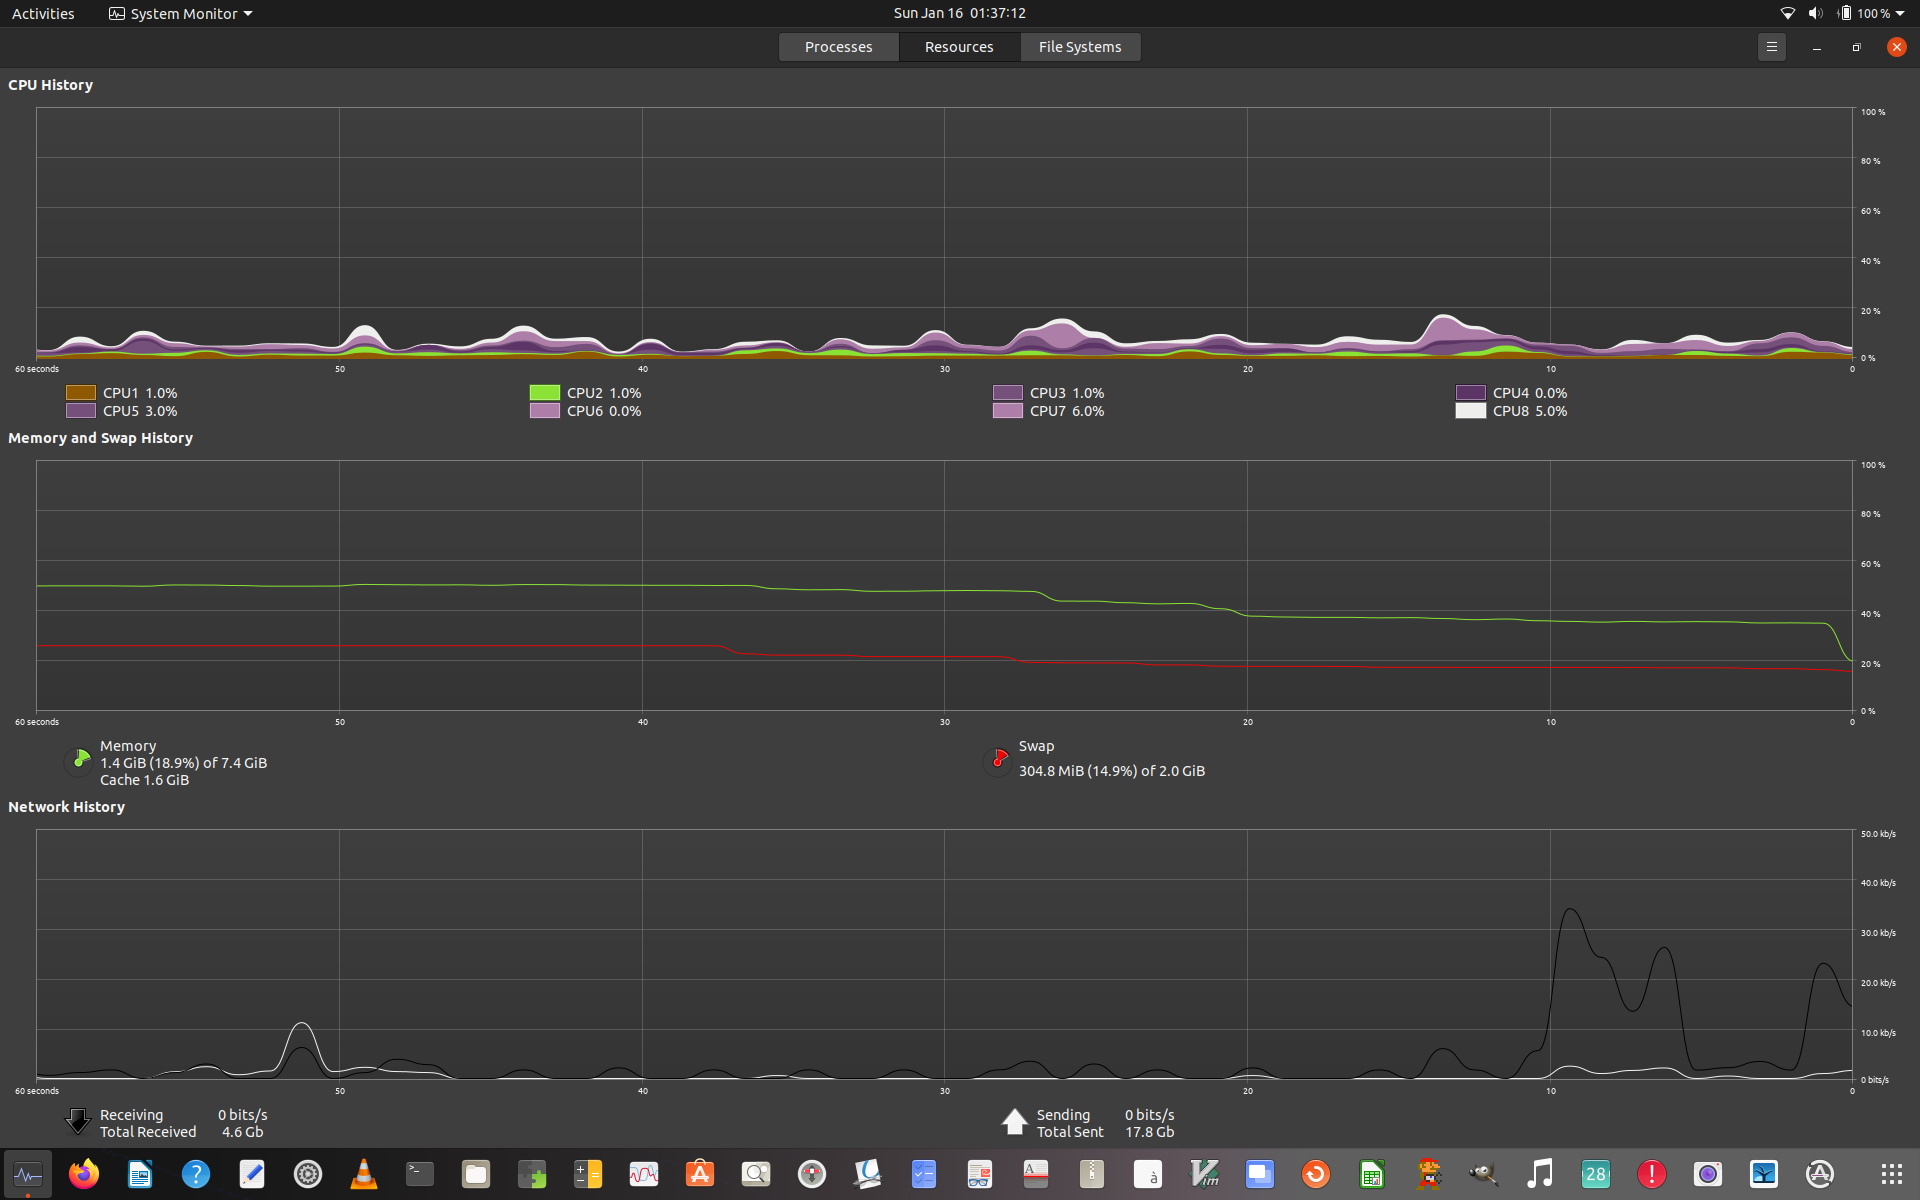 Activities System Monitor Sun Jan 16 01:37:12 100 %
Processes Resources File Systems
CPU History
100 %
80 %
60 %
40 %
20 %
0 %
60 seconds 50 40 30 20 10 0
CPU1 1.0% CPU2 1.0% CPU3 1.0% CPU4 0.0%
CPU5 3.0% CPU6 0.0% CPU7 6.0% CPU8 5.0%
Memory and Swap History
100 %
80 %
60 %
40 %
20 %
0 %
60 seconds 50 40 30 20 10 0
Memory
1.4 GiB (18.9%) of 7.4 GiB
Cache 1.6 GiB
Swap
304.8 MiB (14.9%) of 2.0 GiB
Network History
50.0 kb/s
40.0 kb/s
30.0 kb/s
20.0 kb/s
10.0 kb/s
0 bits/s
60 seconds 50 40 30 20 10 0
Receiving 0 bits/s
Total Received 4.6 Gb
Sending 0 bits/s
Total Sent 17.8 Gb
? >_ A à Vim 28 !